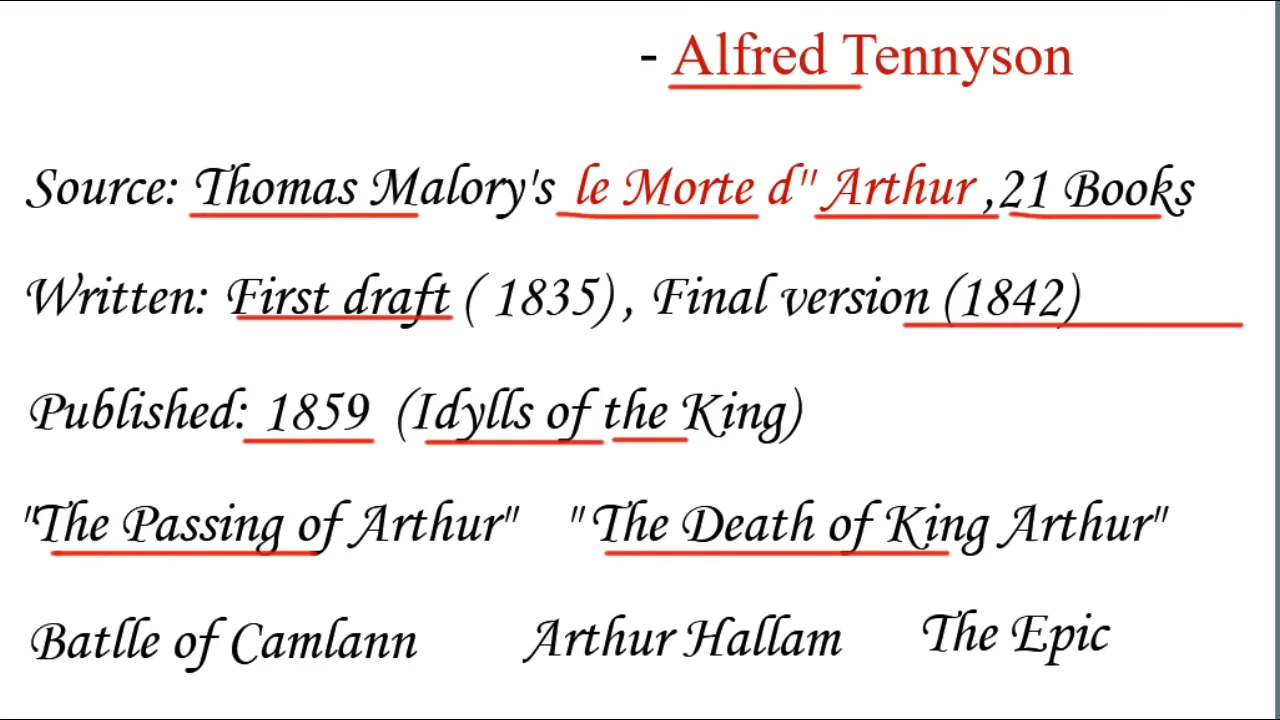 - Alfred Tennyson
Source: Thomas Malory's le Morte d" Arthur ,21 Books
Written: First draft ( 1835) , Final version (1842)
Published: 1859 (Idylls of the King)
"The Passing of Arthur" " The Death of King Arthur"
Batlle of Camlann Arthur Hallam The Epic